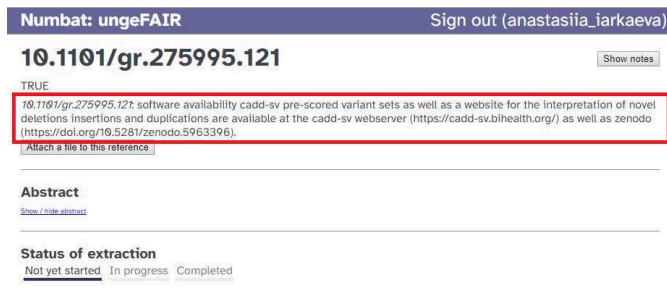 Numbat: ungeFAIR Sign out (anastasiia_iarkaeva)
10.1101/gr.275995.121 Show notes
TRUE
10.1101/gr.275995.121: software availability cadd-sv pre-scored variant sets as well as a website for the interpretation of novel
deletions insertions and duplications are available at the cadd-sv webserver (https://cadd-sv.bihealth.org/) as well as zenodo
(https://doi.org/10.5281/zenodo.5963396).
Attach a file to this reference
Abstract
Show / hide abstract
Status of extraction
Not yet started In progress Completed